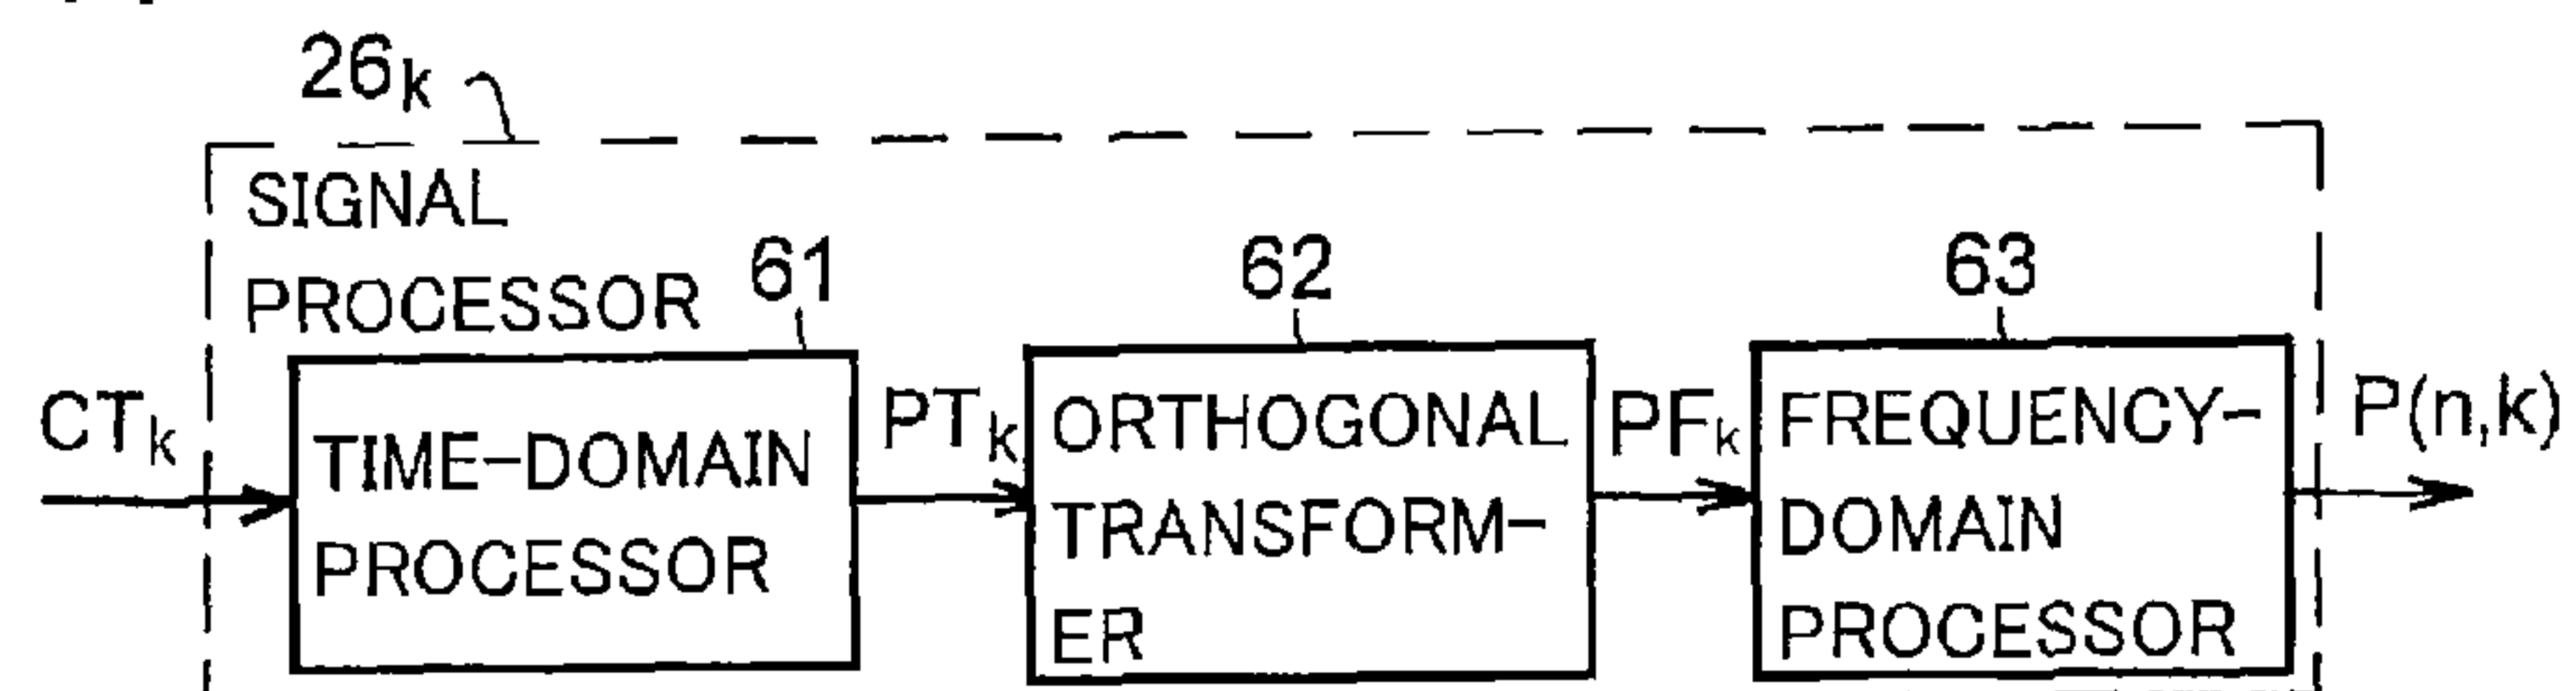 26k
SIGNAL
PROCESSOR
61
62
63
CTk
TIME-DOMAIN
PROCESSOR
PTk
ORTHOGONAL
TRANSFORM-
ER
PFk
FREQUENCY-
DOMAIN
PROCESSOR
P(n,k)